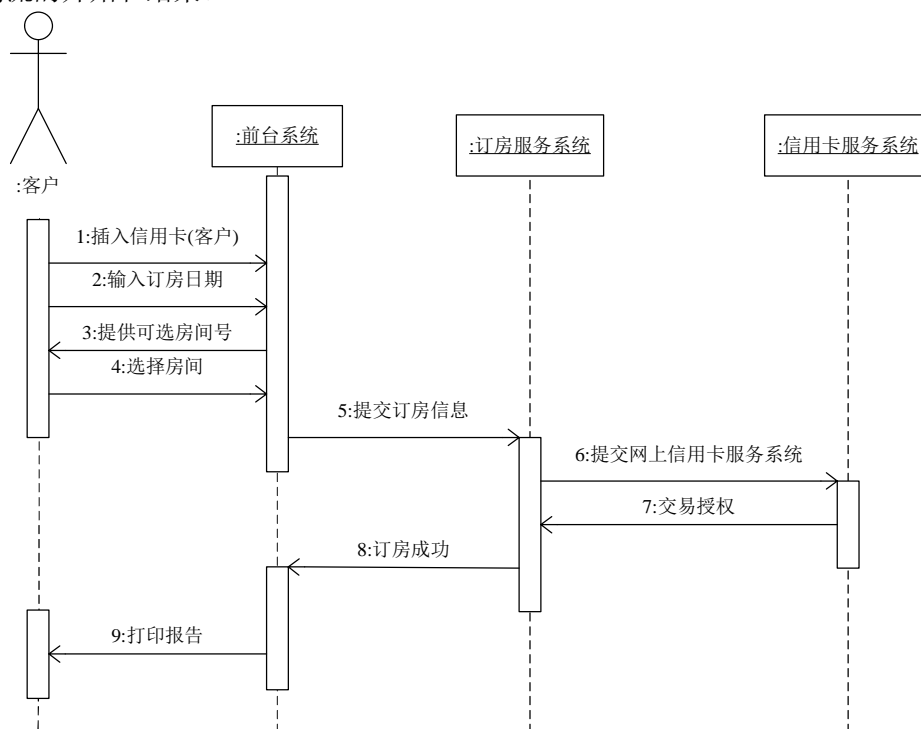 :前台系统
:订房服务系统
:信用卡服务系统
:客户
1:插入信用卡(客户)
2:输入订房日期
3:提供可选房间号
4:选择房间
5:提交订房信息
6:提交网上信用卡服务系统
7:交易授权
8:订房成功
9:打印报告